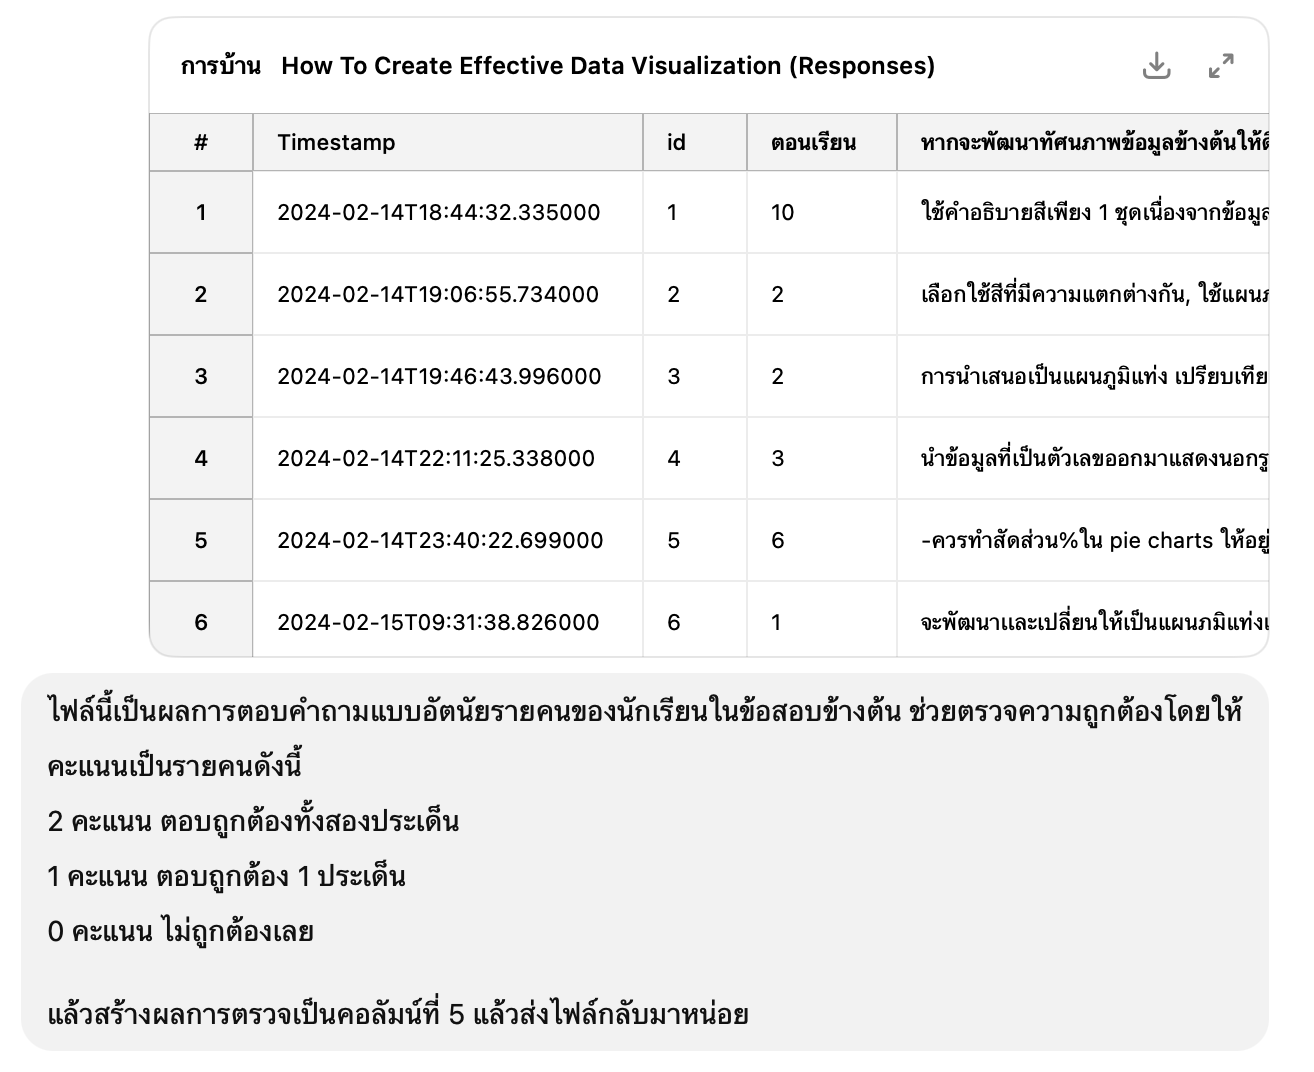 การบ้าน How To Create Effective Data Visualization (Responses)
# Timestamp id ตอนเรียน หากจะพัฒนาทัศนภาพข้อมูลข้างต้นให้ดี
1 2024-02-14T18:44:32.335000 1 10 ใช้คำอธิบายสีเพียง 1 ชุดเนื่องจากข้อมูล
2 2024-02-14T19:06:55.734000 2 2 เลือกใช้สีที่มีความแตกต่างกัน, ใช้แผนภ
3 2024-02-14T19:46:43.996000 3 2 การนำเสนอเป็นแผนภูมิแท่ง เปรียบเทีย
4 2024-02-14T22:11:25.338000 4 3 นำข้อมูลที่เป็นตัวเลขออกมาแสดงนอกรู
5 2024-02-14T23:40:22.699000 5 6 -ควรทำสัดส่วน%ใน pie charts ให้อยู่
6 2024-02-15T09:31:38.826000 6 1 จะพัฒนาและเปลี่ยนให้เป็นแผนภมิแท่งเ
ไฟล์นี้เป็นผลการตอบคำถามแบบอัตนัยรายคนของนักเรียนในข้อสอบข้างต้น ช่วยตรวจความถูกต้องโดยให้
คะแนนเป็นรายคนดังนี้
2 คะแนน ตอบถูกต้องทั้งสองประเด็น
1 คะแนน ตอบถูกต้อง 1 ประเด็น
0 คะแนน ไม่ถูกต้องเลย
แล้วสร้างผลการตรวจเป็นคอลัมน์ที่ 5 แล้วส่งไฟล์กลับมาหน่อย